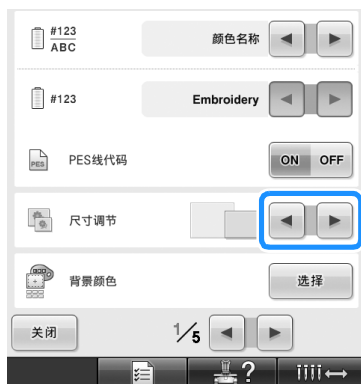 #123
ABC
颜色名称
#123
Embroidery
PES
PES线代码
ON OFF
尺寸调节
背景颜色
选择
关闭
1/5
?